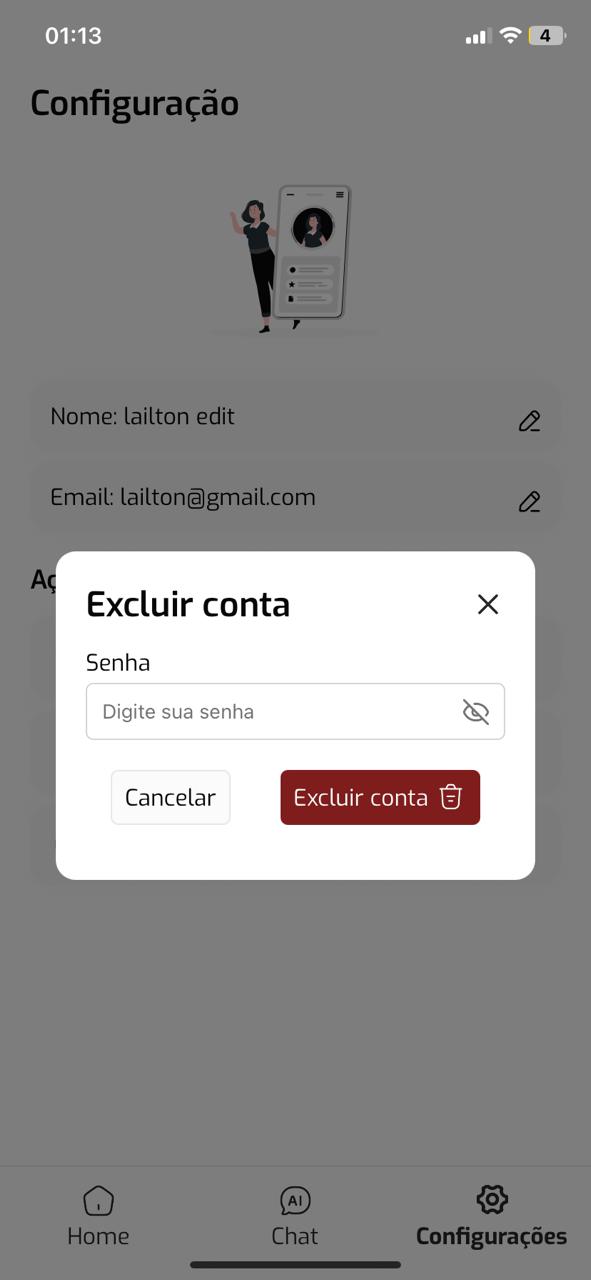 01:13
4
Configuração
Nome: lailton edit
Email: lailton@gmail.com
Excluir conta
Senha
Digite sua senha
Cancelar
Excluir conta
AI
Home
Chat
Configurações